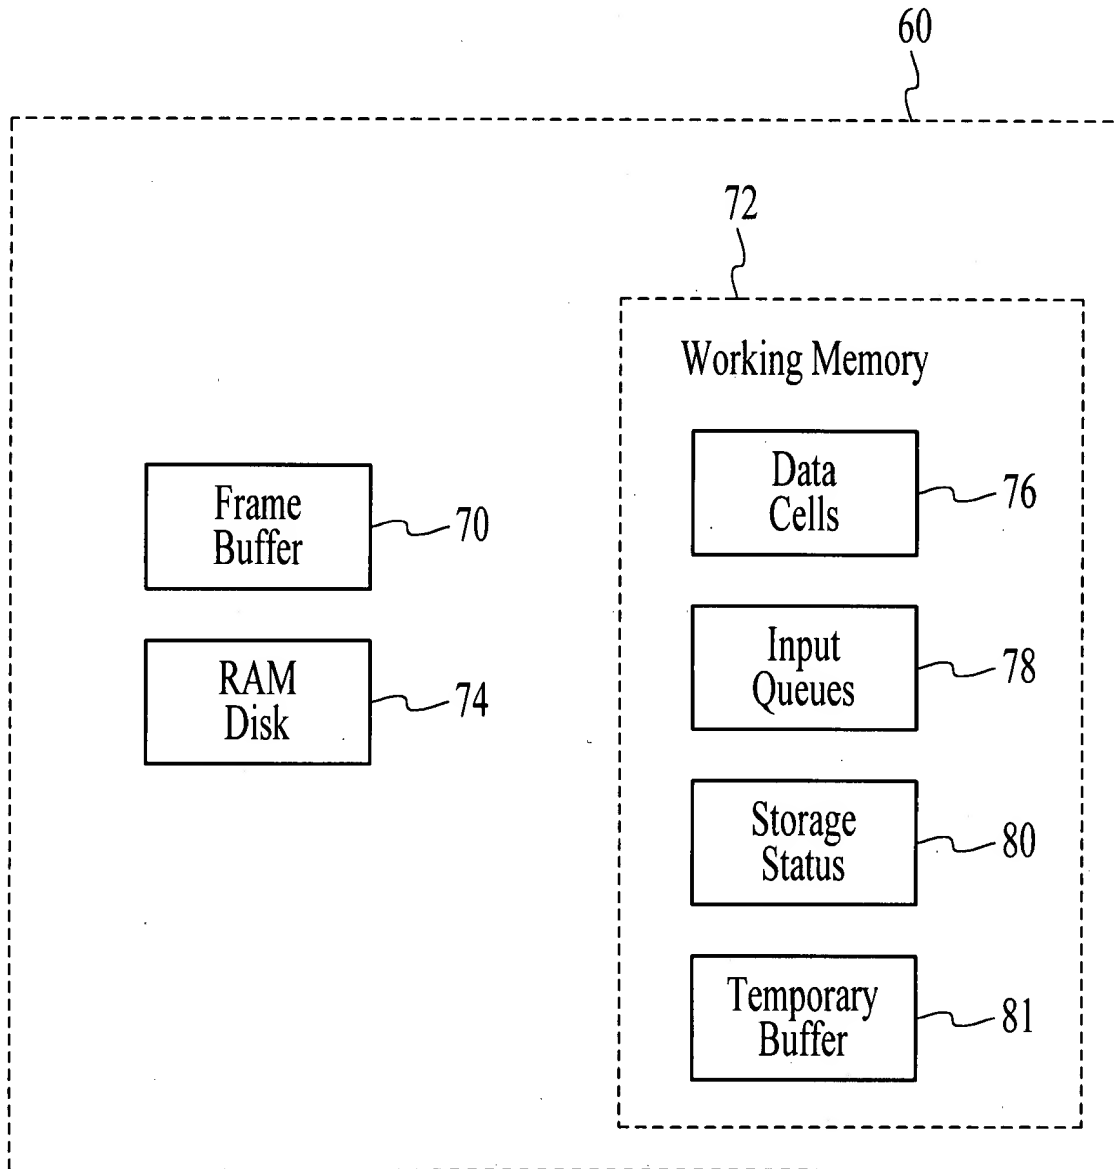 60
72
Working Memory
Data
Cells
76
Frame
Buffer
70
Input
Queues
78
RAM
Disk
74
Storage
Status
80
Temporary
Buffer
81